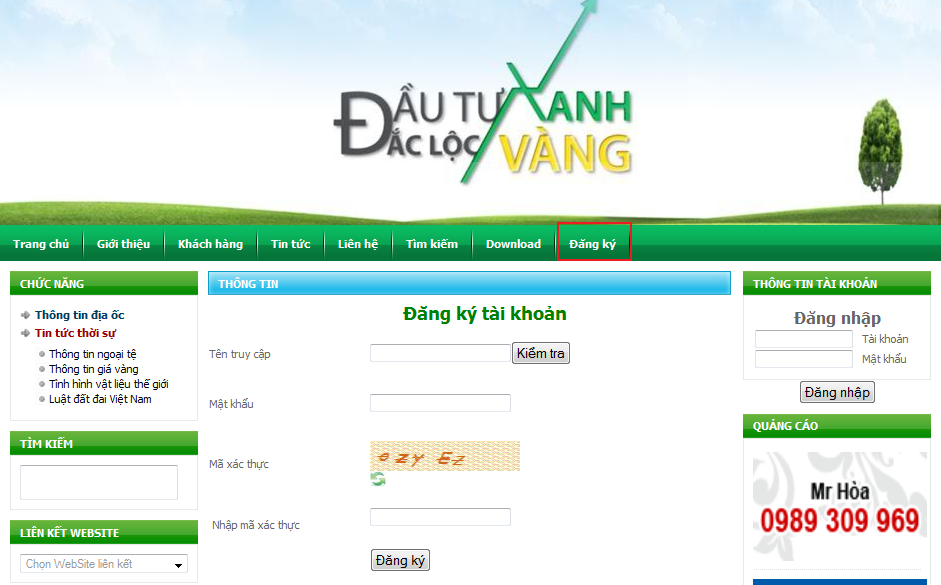 ĐẦU TƯ XANH
ĐẮC LỘC VÀNG
Trang chủ Giới thiệu Khách hàng Tin tức Liên hệ Tìm kiếm Download Đăng ký
CHỨC NĂNG
Thông tin địa ốc
Tin tức thời sự
Thông tin ngoại tệ
Thông tin giá vàng
Tình hình vật liệu thế giới
Luật đất đai Việt Nam
TÌM KIẾM
LIÊN KẾT WEBSITE
Chọn WebSite liên kết
THÔNG TIN
Đăng ký tài khoản
Tên truy cập Kiểm tra
Mật khẩu
Mã xác thực ezy Ez
Nhập mã xác thực
Đăng ký
THÔNG TIN TÀI KHOẢN
Đăng nhập
Tài khoản
Mật khẩu
Đăng nhập
QUẢNG CÁO
Mr Hòa
0989 309 969